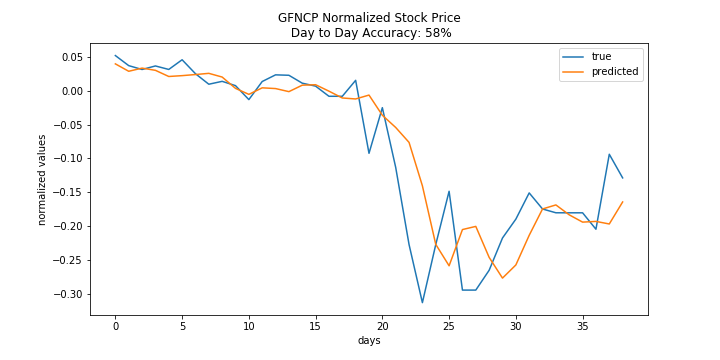 GFNCP Normalized Stock Price
Day to Day Accuracy: 58%
true
predicted
normalized values
0.05
0.00
−0.05
−0.10
−0.15
−0.20
−0.25
−0.30
0 5 10 15 20 25 30 35
days